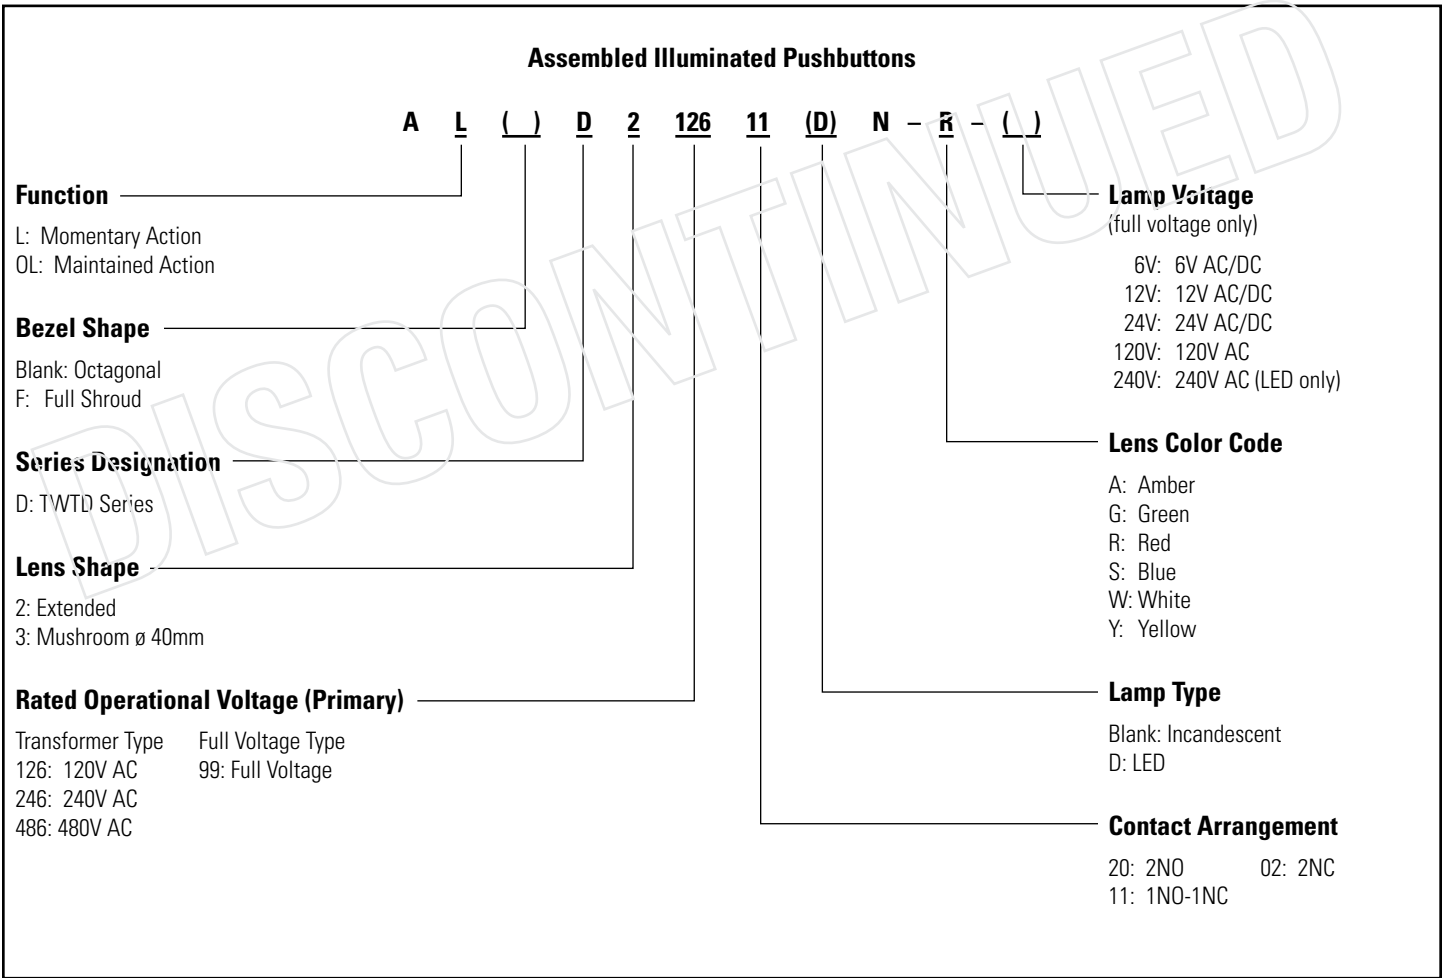 Assembled Illuminated Pushbuttons
A L ( ) D 2 126 11 (D) N – R – ( )
Function
L: Momentary Action
OL: Maintained Action
Bezel Shape
Blank: Octagonal
F: Full Shroud
Series Designation
D: TWTD Series
Lens Shape
2: Extended
3: Mushroom ø 40mm
Rated Operational Voltage (Primary)
Transformer Type Full Voltage Type
126: 120V AC 99: Full Voltage
246: 240V AC
486: 480V AC
Lamp Voltage
(full voltage only)
6V: 6V AC/DC
12V: 12V AC/DC
24V: 24V AC/DC
120V: 120V AC
240V: 240V AC (LED only)
Lens Color Code
A: Amber
G: Green
R: Red
S: Blue
W: White
Y: Yellow
Lamp Type
Blank: Incandescent
D: LED
Contact Arrangement
20: 2NO 02: 2NC
11: 1NO-1NC
DISCONTINUED